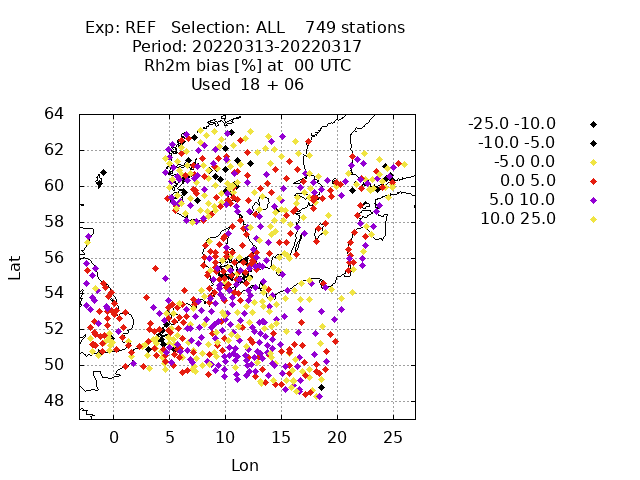 Exp: REF   Selection: ALL    749 stations
Period: 20220313-20220317
Rh2m bias [%] at  00 UTC
Used  18 + 06
-25.0 -10.0
-10.0 -5.0
-5.0 0.0
0.0 5.0
5.0 10.0
10.0 25.0
64
62
60
58
56
54
52
50
48
Lat
0 5 10 15 20 25
Lon